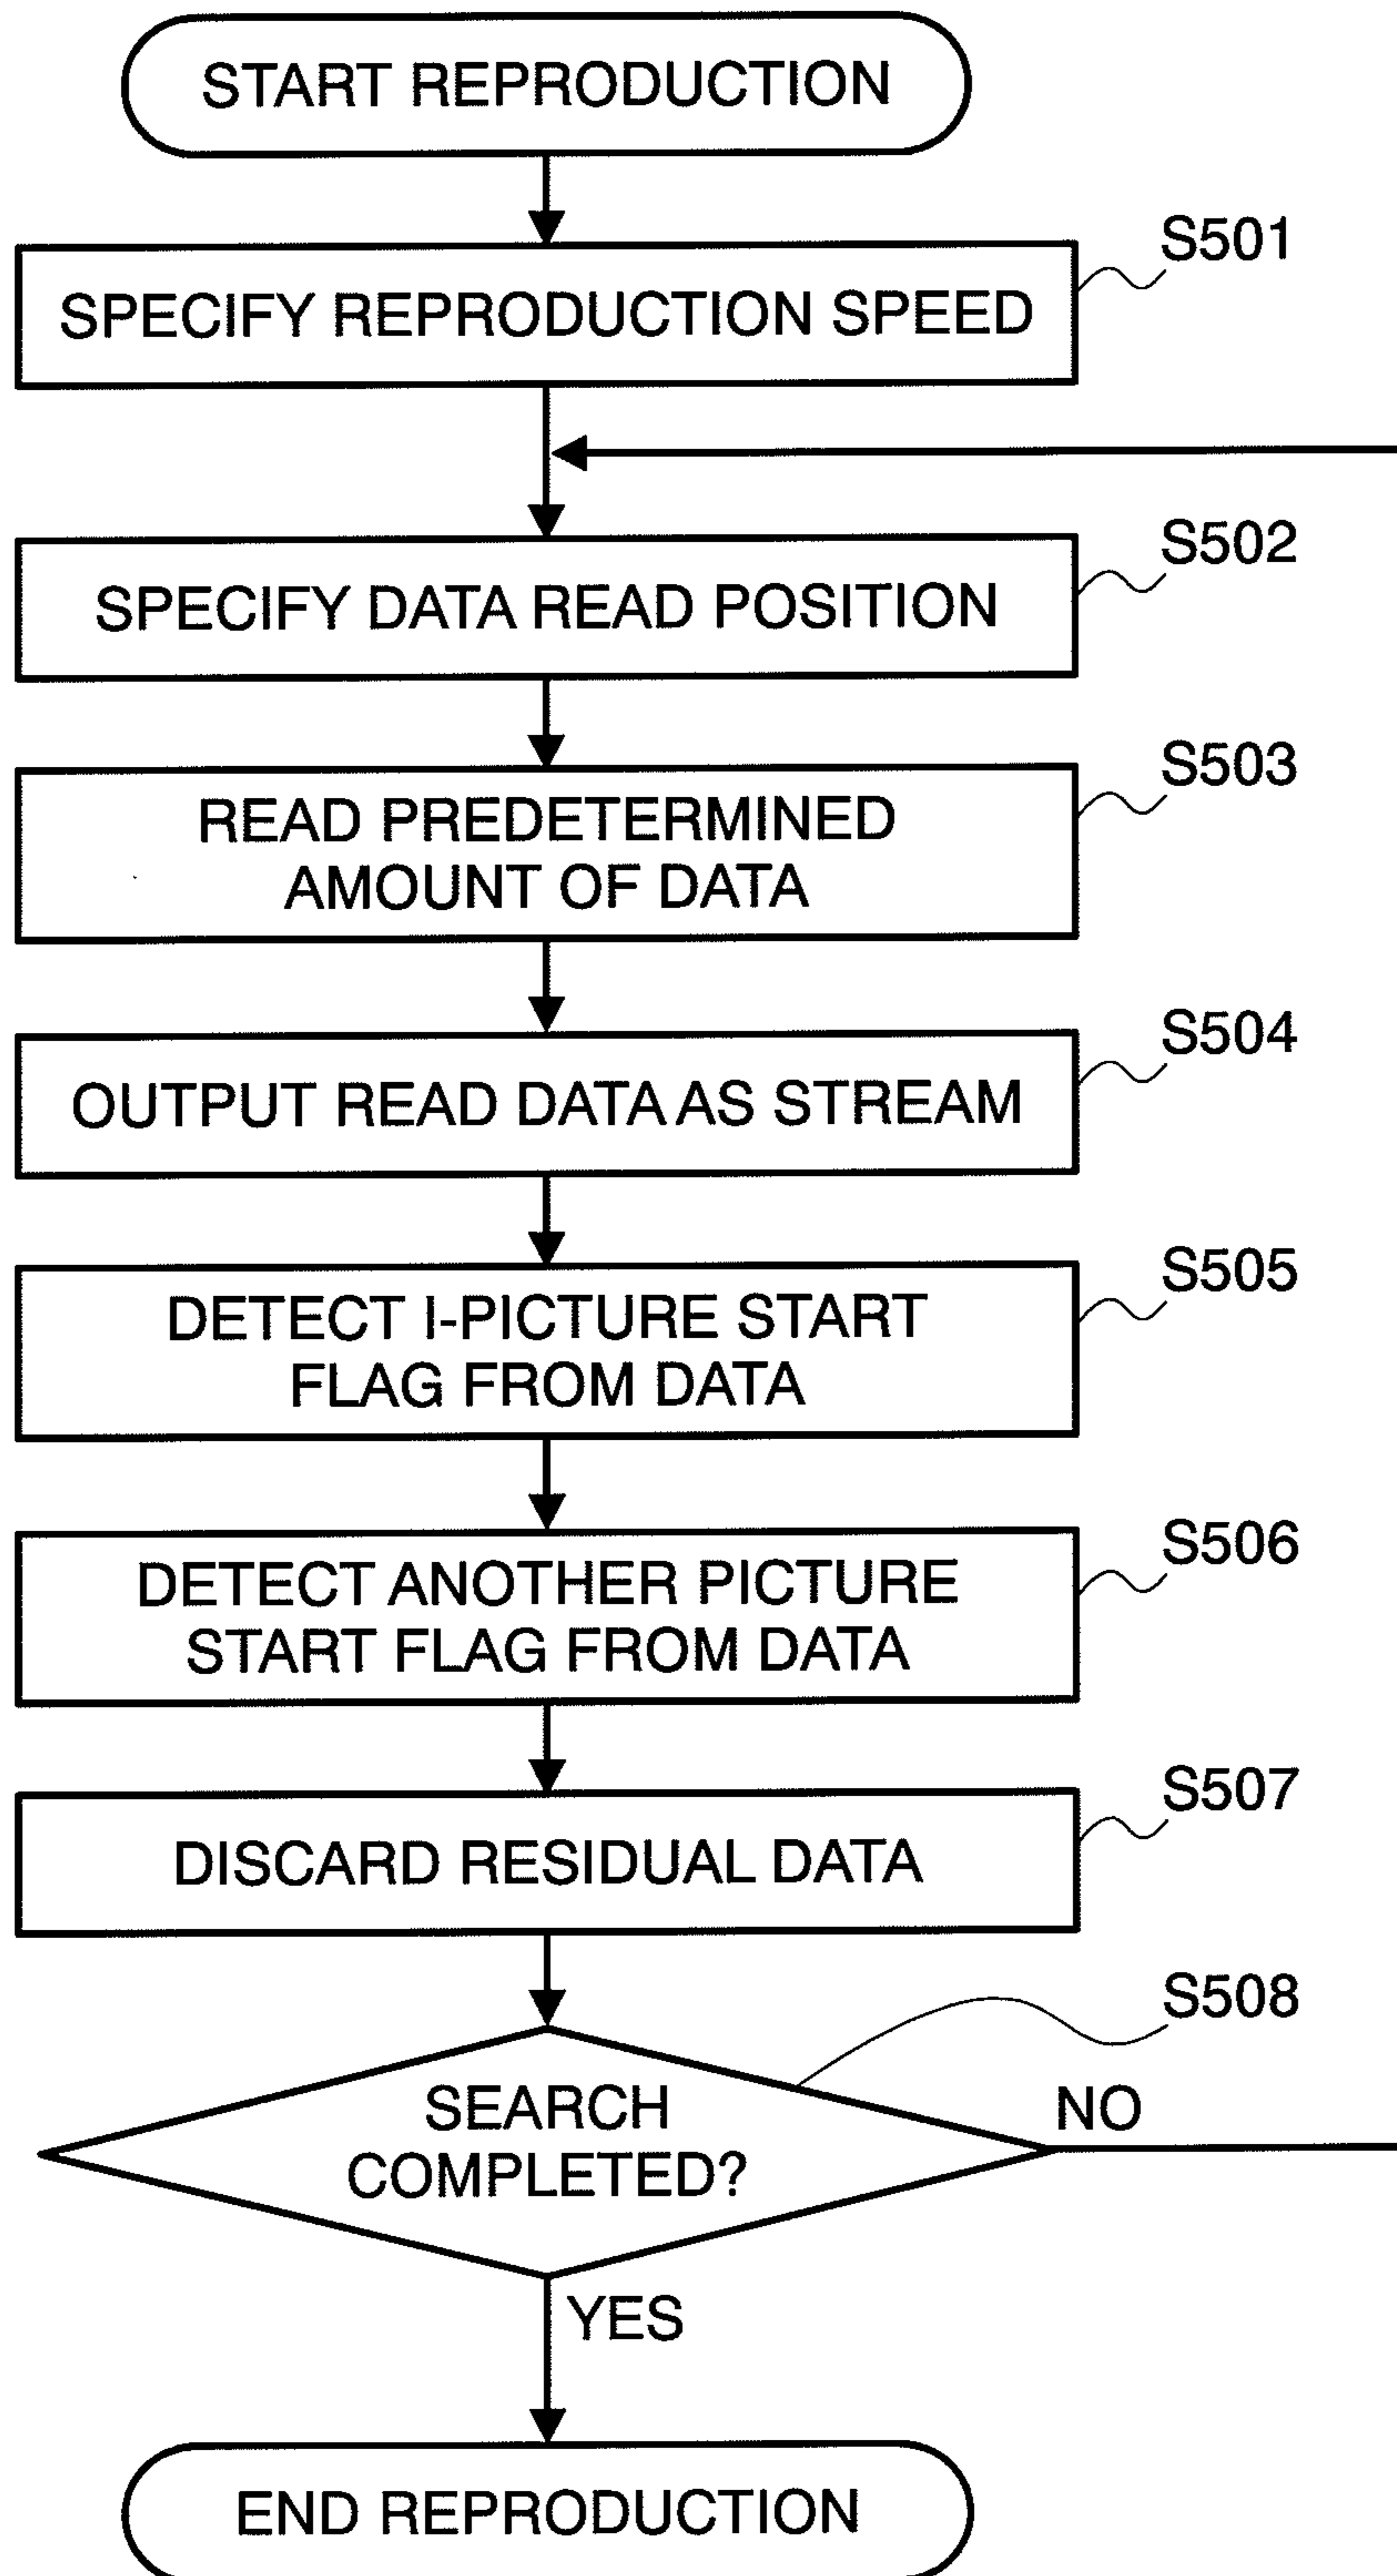 START REPRODUCTION
S501
SPECIFY REPRODUCTION SPEED
S502
SPECIFY DATA READ POSITION
S503
READ PREDETERMINED
AMOUNT OF DATA
S504
OUTPUT READ DATA AS STREAM
S505
DETECT I-PICTURE START
FLAG FROM DATA
S506
DETECT ANOTHER PICTURE
START FLAG FROM DATA
S507
DISCARD RESIDUAL DATA
S508
SEARCH
COMPLETED?
NO
YES
END REPRODUCTION